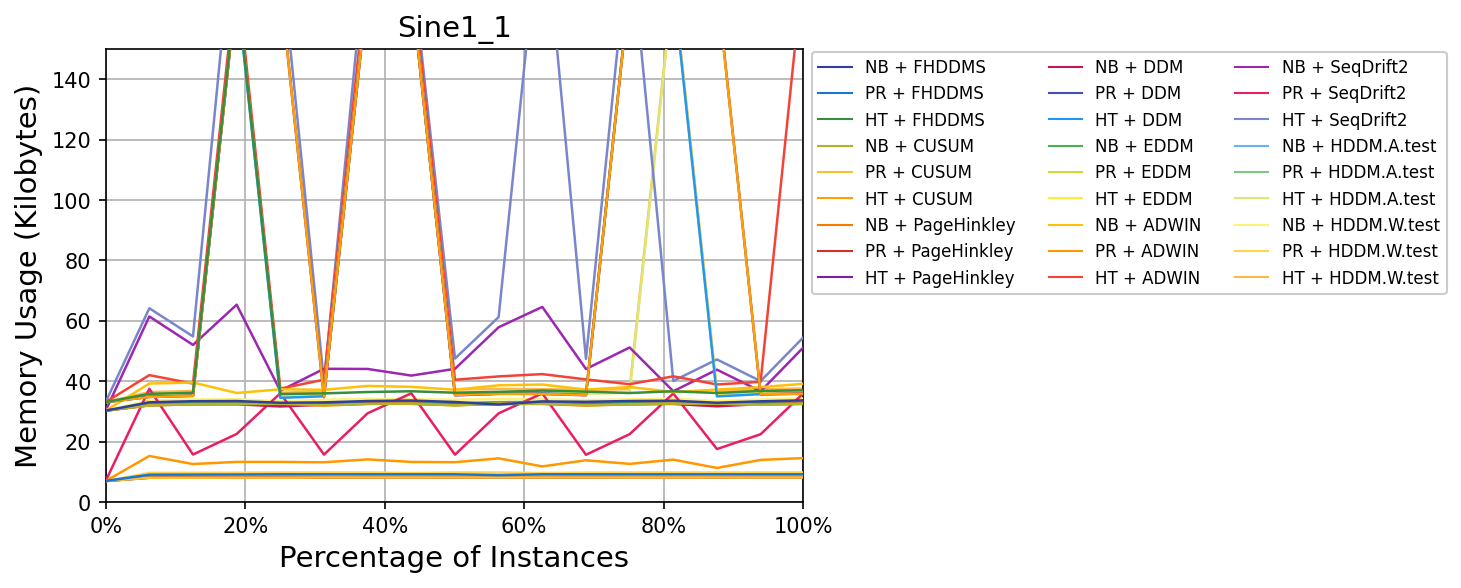 Sine1_1
Memory Usage (Kilobytes)
140
120
100
80
60
40
20
0
0%
20%
40%
60%
80%
100%
Percentage of Instances
NB + FHDDMS
PR + FHDDMS
HT + FHDDMS
NB + CUSUM
PR + CUSUM
HT + CUSUM
NB + PageHinkley
PR + PageHinkley
HT + PageHinkley
NB + DDM
PR + DDM
HT + DDM
NB + EDDM
PR + EDDM
HT + EDDM
NB + ADWIN
PR + ADWIN
HT + ADWIN
NB + SeqDrift2
PR + SeqDrift2
HT + SeqDrift2
NB + HDDM.A.test
PR + HDDM.A.test
HT + HDDM.A.test
NB + HDDM.W.test
PR + HDDM.W.test
HT + HDDM.W.test